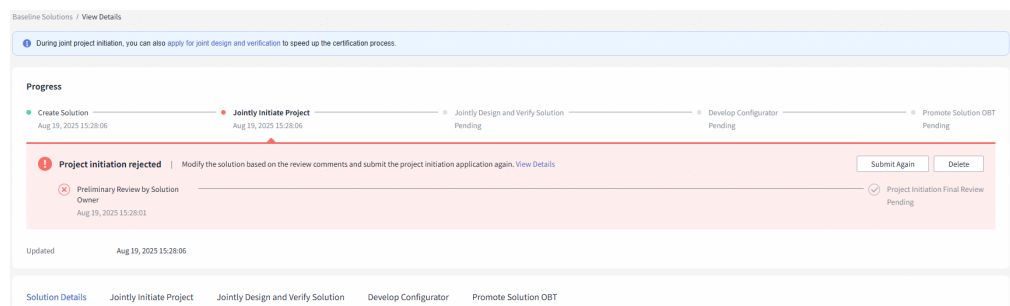 Baseline Solutions / View Details
During joint project initiation, you can also apply for joint design and verification to speed up the certification process.
Progress
Create Solution
Aug 19, 2025 15:28:06
Jointly Initiate Project
Aug 19, 2025 15:28:06
Jointly Design and Verify Solution
Pending
Develop Configurator
Pending
Promote Solution OBT
Pending
Project initiation rejected | Modify the solution based on the review comments and submit the project initiation application again. View Details
Submit Again Delete
Preliminary Review by Solution
Owner
Aug 19, 2025 15:28:01
Project Initiation Final Review
Pending
Updated Aug 19, 2025 15:28:06
Solution Details Jointly Initiate Project Jointly Design and Verify Solution Develop Configurator Promote Solution OBT